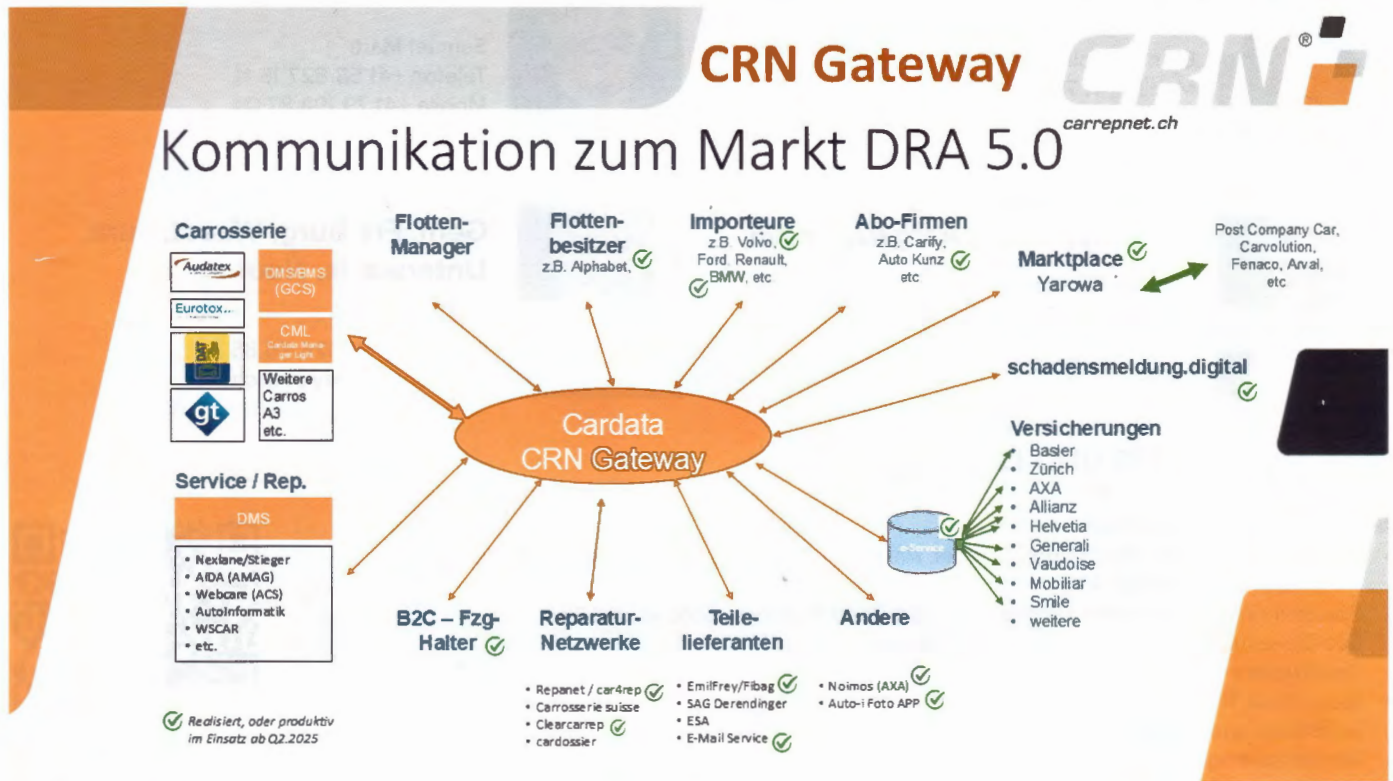 CRN Gateway
CRN®
carrepnet.ch
Kommunikation zum Markt DRA 5.0
Carrosserie
Audatex
DMS/BMS
(GCS)
Eurotax...
CML
gt
Weitere
Carros
A3
etc.
Flotten-
Manager
Flotten-
besitzer
z.B. Alphabet,
Importeure
z.B. Volvo,
Ford. Renault,
BMW, etc
Abo-Firmen
z.B. Carify,
Auto Kunz
etc
Marktplace
Yarowa
Post Company Car,
Carvolution,
Fenaco, Arval,
etc
schadensmeldung.digital
Cardata
CRN Gateway
Versicherungen
• Basler
• Zürich
• AXA
• Allianz
• Helvetia
• Generali
• Vaudoise
• Mobiliar
• Smile
• weitere
e-Service
Service / Rep.
DMS
• Nexlane/Stieger
• AIDA (AMAG)
• Webcare (ACS)
• AutoInformatik
• WSCAR
• etc.
B2C – Fzg-
Halter
Reparatur-
Netzwerke
• Repanet / car4rep
• Carrosserie suisse
• Clearcarrep
• cardossier
Teile-
lieferanten
• EmilFrey/Fibag
• SAG Derendinger
• ESA
• E-Mail Service
Andere
• Noimos (AXA)
• Auto-i Foto APP
Realisiert, oder produktiv
im Einsatz ab Q2.2025